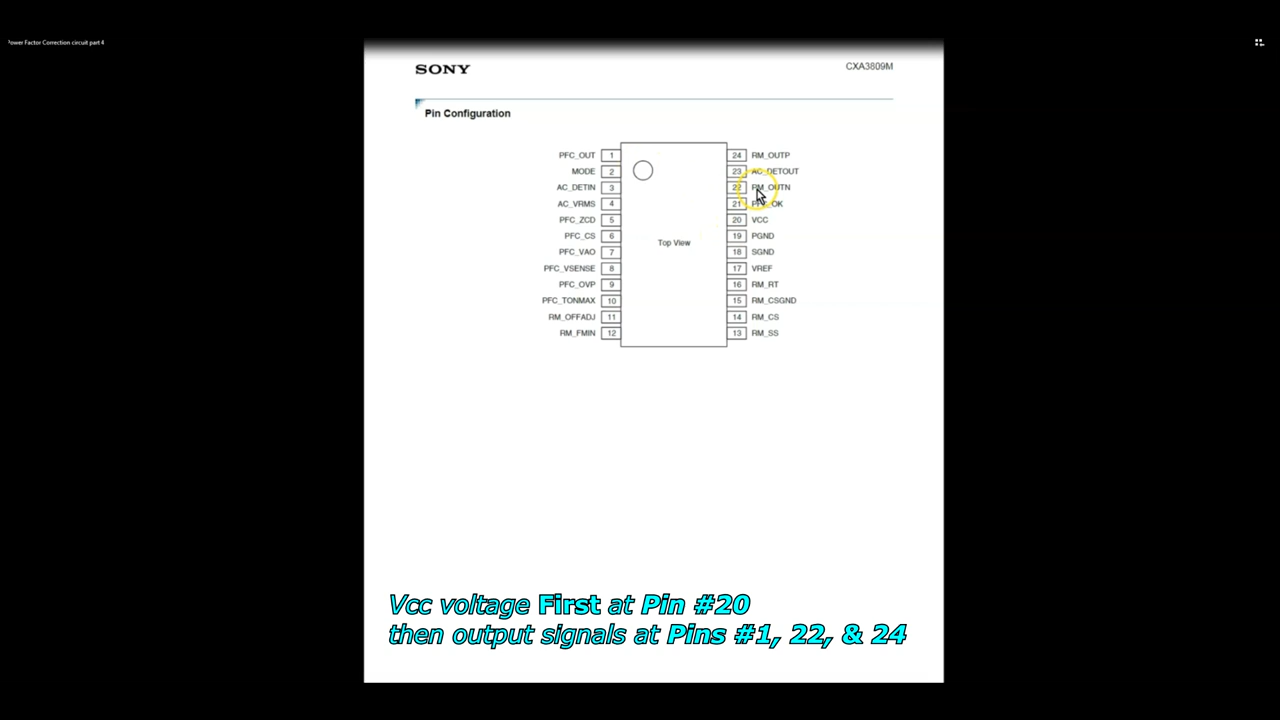 Power Factor Correction circuit part 4
SONY
CXA3809M
Pin Configuration
PFC_OUT 1 24 RM_OUTP
MODE 2 23 AC_DETOUT
AC_DETIN 3 22 RM_OUTN
AC_VRMS 4 21 PFC_OK
PFC_ZCD 5 20 VCC
PFC_CS 6 19 PGND
Top View
PFC_VAO 7 18 SGND
PFC_VSENSE 8 17 VREF
PFC_OVP 9 16 RM_RT
PFC_TONMAX 10 15 RM_CSGND
RM_OFFADJ 11 14 RM_CS
RM_FMIN 12 13 RM_SS
Vcc voltage First at Pin #20
then output signals at Pins #1, 22, & 24